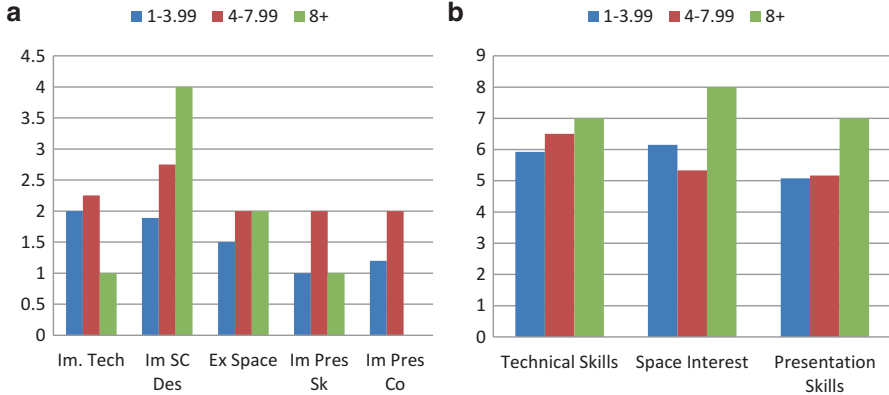 a
1-3.99 4-7.99 8+
4.5
4
3.5
3
2.5
2
1.5
1
0.5
0
Im. Tech Im SC Ex Space Im Pres Im Pres
Des Sk Co
b
1-3.99 4-7.99 8+
9
8
7
6
5
4
3
2
1
0
Technical Skills Space Interest Presentation
Skills